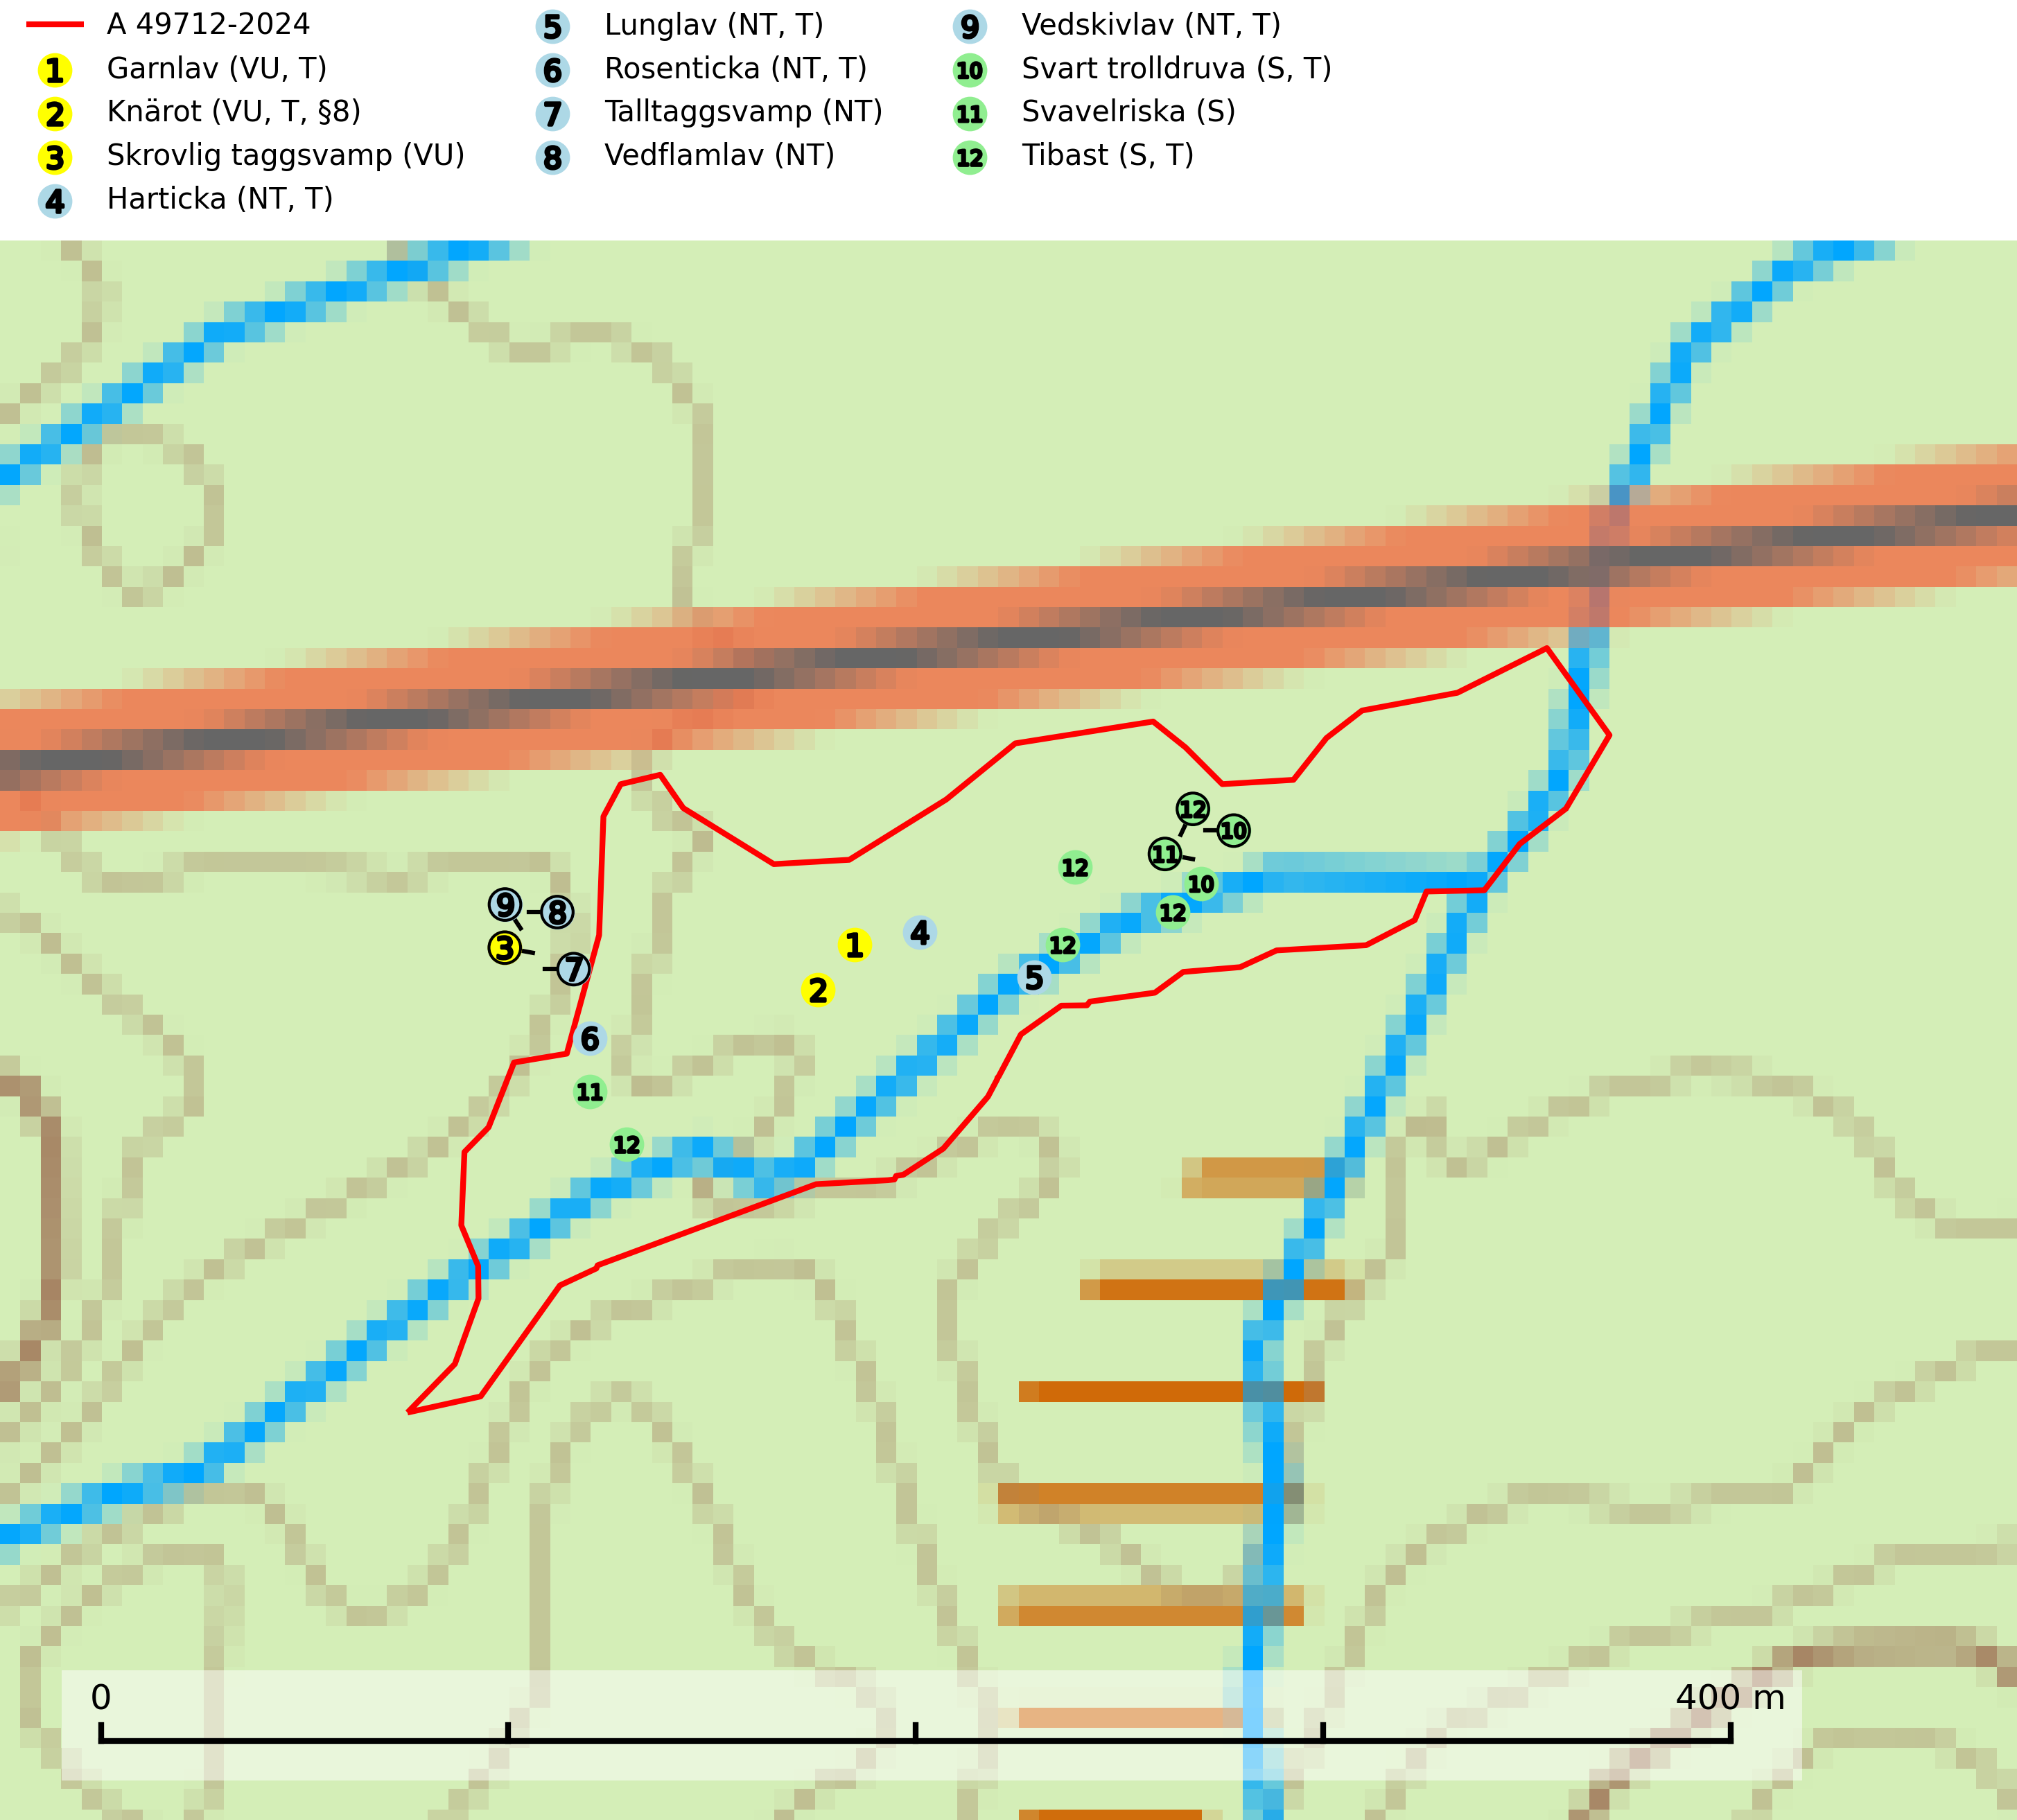 A 49712-2024
1 Garnlav (VU, T)
2 Knärot (VU, T, §8)
3 Skrovlig taggsvamp (VU)
4 Harticka (NT, T)
5 Lunglav (NT, T)
6 Rosenticka (NT, T)
7 Talltaggsvamp (NT)
8 Vedflamlav (NT)
9 Vedskivlav (NT, T)
10 Svart trolldruva (S, T)
11 Svavelriska (S)
12 Tibast (S, T)
12
10
11
12
10
12
9
8
4
1
12
3
7
5
2
6
11
12
0
400 m